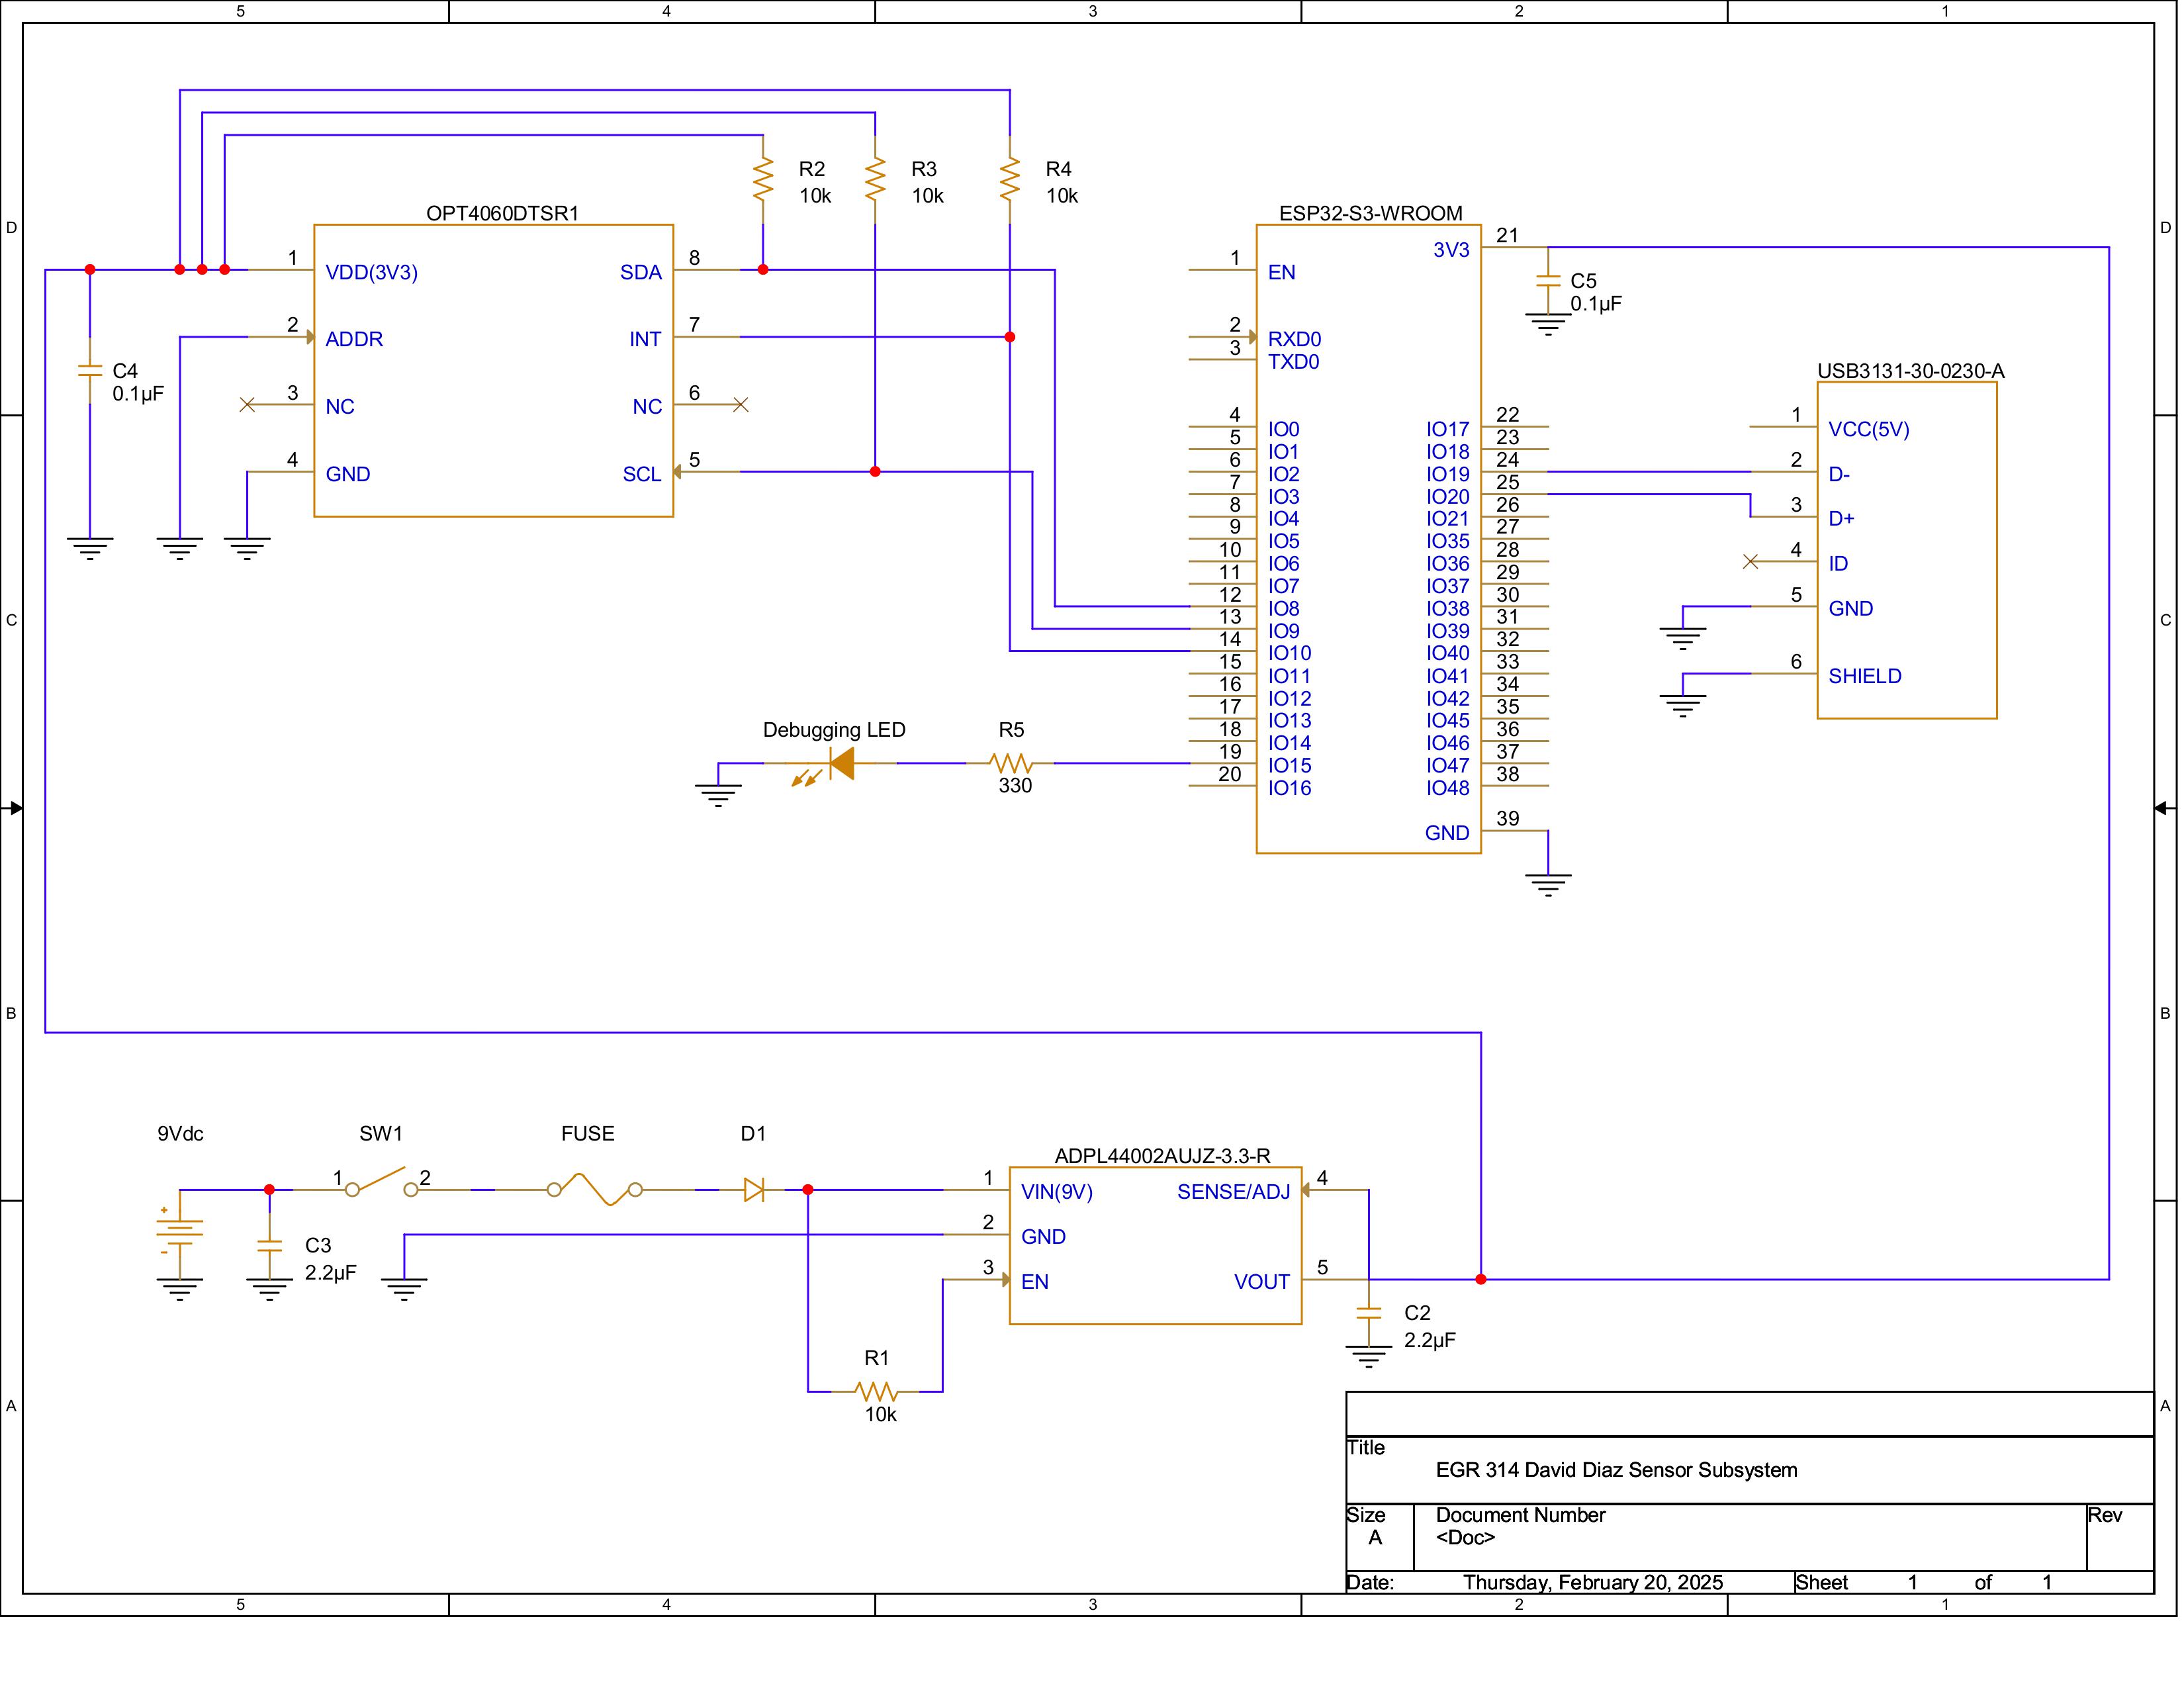 5 4 3 2 1
D
D
C
C
B
B
A
A
R2
10k
R3
10k
R4
10k
OPT4060DTSR1
1 VDD(3V3)
2 ADDR
3 NC
4 GND
SDA 8
INT 7
NC 6
SCL 5
C4
0.1µF
ESP32-S3-WROOM
1 EN
2 RXD0
3 TXD0
4 IO0
5 IO1
6 IO2
7 IO3
8 IO4
9 IO5
10 IO6
11 IO7
12 IO8
13 IO9
14 IO10
15 IO11
16 IO12
17 IO13
18 IO14
19 IO15
20 IO16
3V3 21
IO17 22
IO18 23
IO19 24
IO20 25
IO21 26
IO35 27
IO36 28
IO37 29
IO38 30
IO39 31
IO40 32
IO41 33
IO42 34
IO45 35
IO46 36
IO47 37
IO48 38
GND 39
C5
0.1µF
USB3131-30-0230-A
1 VCC(5V)
2 D-
3 D+
4 ID
5 GND
6 SHIELD
Debugging LED
R5
330
9Vdc
SW1
1 2
FUSE
D1
+
-
C3
2.2µF
ADPL44002AUJZ-3.3-R
1 VIN(9V)
2 GND
3 EN
SENSE/ADJ 4
VOUT 5
C2
2.2µF
R1
10k
Title
EGR 314 David Diaz Sensor Subsystem
Size
A
Document Number
<Doc>
Rev
Date: Thursday, February 20, 2025 Sheet 1 of 1
5 4 3 2 1